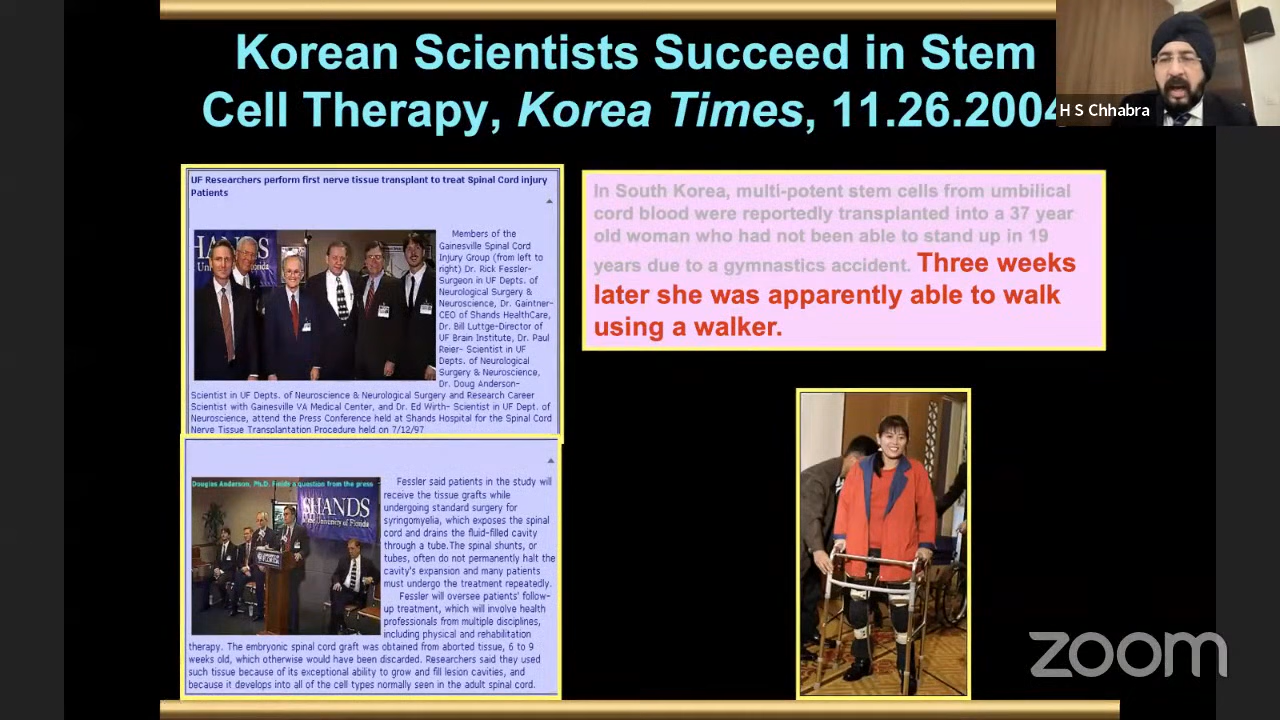 Korean Scientists Succeed in Stem
Cell Therapy, Korea Times, 11.26.2004
H S Chhabra
UF Researchers perform first nerve tissue transplant to treat Spinal Cord injury
Patients
SHANDS
Members of the
Gainesville Spinal Cord
Injury Group (from left to
right) Dr. Rick Fessler-
Surgeon in UF Depts. of
Neurological Surgery &
Neuroscience, Dr. Gaintner-
CEO of Shands HealthCare,
Dr. Bill Luttge-Director of
UF Brain Institute, Dr. Paul
Reier- Scientist in UF
Depts. of Neurological
Surgery & Neuroscience,
Dr. Doug Anderson-
Scientist in UF Depts. of Neuroscience & Neurological Surgery and Research Career
Scientist with Gainesville VA Medical Center, and Dr. Ed Wirth- Scientist in UF Dept. of
Neuroscience, attend the Press Conference held at Shands Hospital for the Spinal Cord
Nerve Tissue Transplantation Procedure held on 7/12/97
In South Korea, multi-potent stem cells from umbilical
cord blood were reportedly transplanted into a 37 year
old woman who had not been able to stand up in 19
years due to a gymnastics accident. Three weeks
later she was apparently able to walk
using a walker.
Douglas Anderson, Ph.D. Fields a question from the press
SHANDS
University of Florida
Fessler said patients in the study will
receive the tissue grafts while
undergoing standard surgery for
syringomyelia, which exposes the spinal
cord and drains the fluid-filled cavity
through a tube.The spinal shunts, or
tubes, often do not permanently halt the
cavity's expansion and many patients
must undergo the treatment repeatedly.
Fessler will oversee patients' follow-
up treatment, which will involve health
professionals from multiple disciplines,
including physical and rehabilitation
therapy. The embryonic spinal cord graft was obtained from aborted tissue, 6 to 9
weeks old, which otherwise would have been discarded. Researchers said they used
such tissue because of its exceptional ability to grow and fill lesion cavities, and
because it develops into all of the cell types normally seen in the adult spinal cord.
zoom